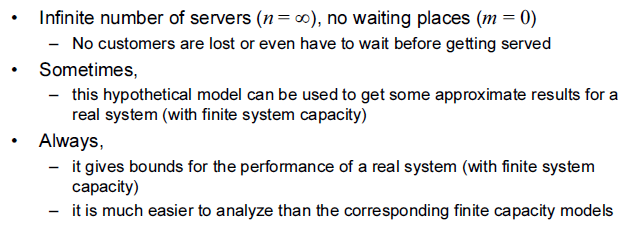 • Infinite number of servers (n = ∞), no waiting places (m = 0)
– No customers are lost or even have to wait before getting served
• Sometimes,
– this hypothetical model can be used to get some approximate results for a
real system (with finite system capacity)
• Always,
– it gives bounds for the performance of a real system (with finite system
capacity)
– it is much easier to analyze than the corresponding finite capacity models